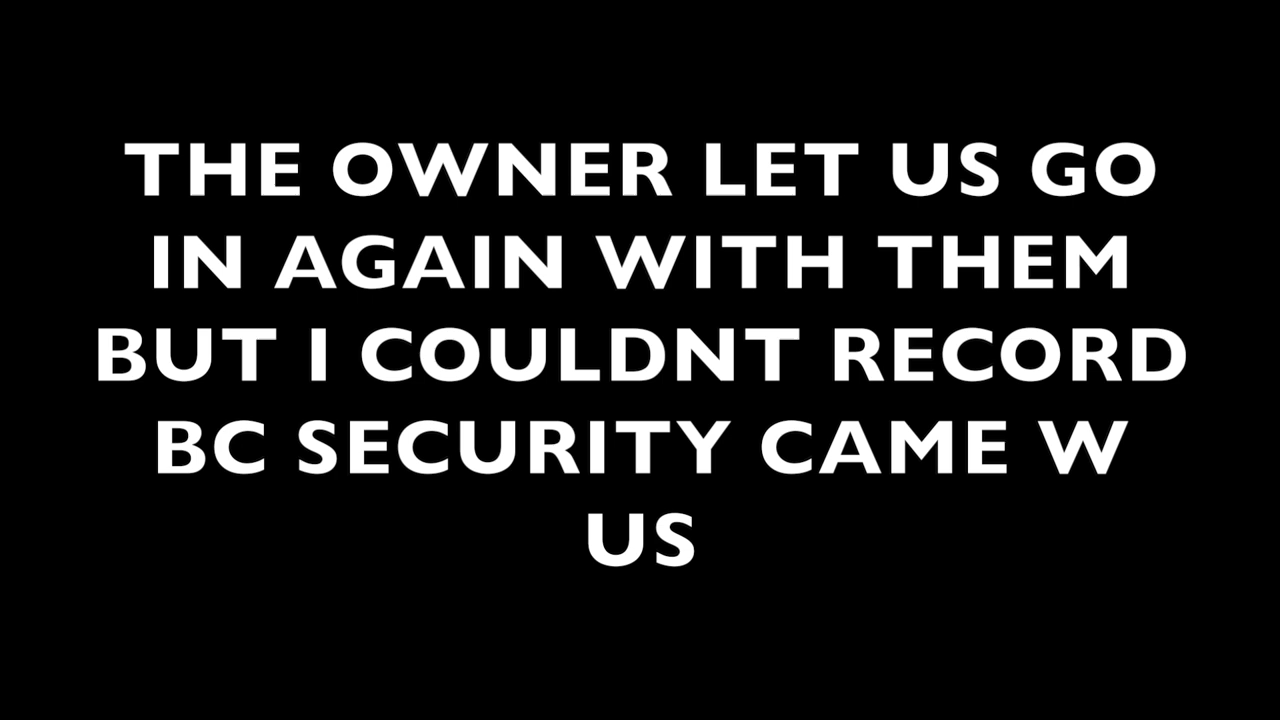 THE OWNER LET US GO
IN AGAIN WITH THEM
BUT I COULDNT RECORD
BC SECURITY CAME W
US